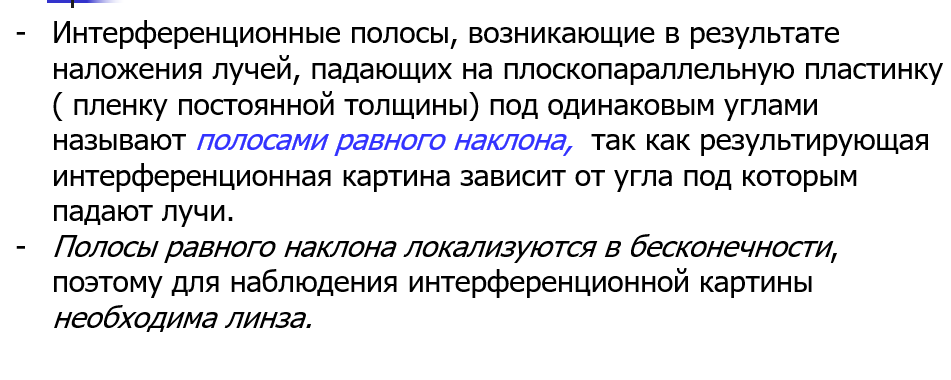 - Интерференционные полосы, возникающие в результате
наложения лучей, падающих на плоскопараллельную пластинку
( пленку постоянной толщины) под одинаковым углами
называют полосами равного наклона, так как результирующая
интерференционная картина зависит от угла под которым
падают лучи.
- Полосы равного наклона локализуются в бесконечности,
поэтому для наблюдения интерференционной картины
необходима линза.